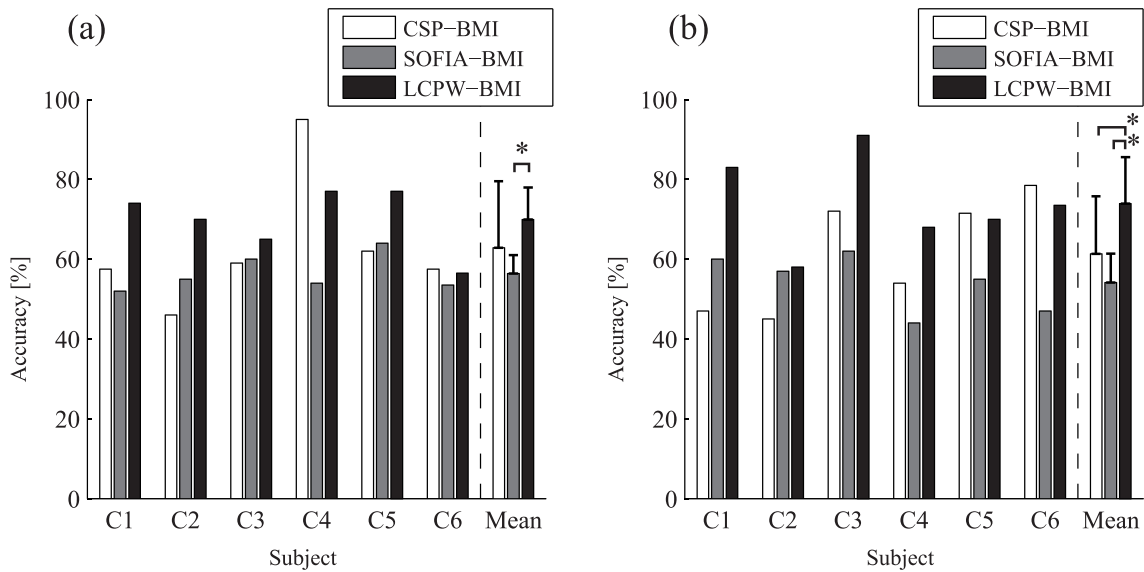 (a)
CSP−BMI
SOFIA−BMI
LCPW−BMI
100
80
60
40
20
0
Accuracy [%]
*
C1 C2 C3 C4 C5 C6 Mean
Subject
(b)
CSP−BMI
SOFIA−BMI
LCPW−BMI
100
80
60
40
20
0
Accuracy [%]
*
*
C1 C2 C3 C4 C5 C6 Mean
Subject